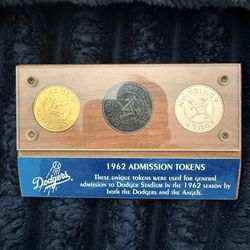 1962 ADMISSION TOKENS
Dodgers
These unique tokens were used for general
admission to Dodger Stadium in the 1962 season by
both the Dodgers and the Angels.